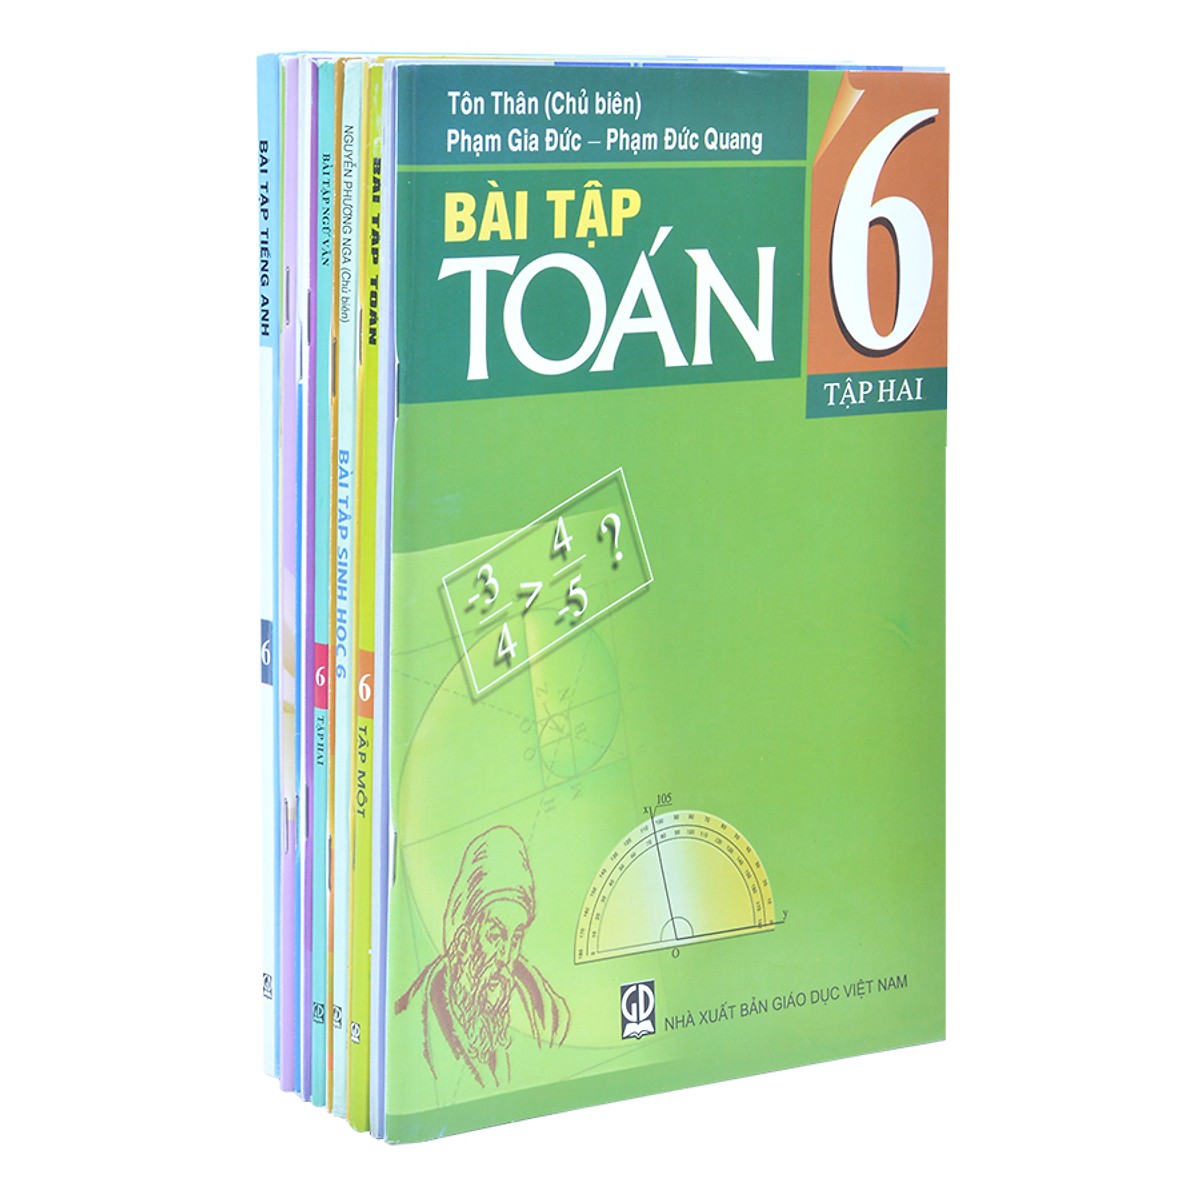 Tôn Thân (Chủ biên)
Phạm Gia Đức – Phạm Đức Quang
BÀI TẬP
TOÁN
6
TẬP HAI
-3/4 > 4/-5 ?
x 105
y
O
GD
NHÀ XUẤT BẢN GIÁO DỤC VIỆT NAM
BÀI TẬP TIẾNG ANH
6
BÀI TẬP NGỮ VĂN
6
TẬP HAI
NGUYỄN PHƯƠNG NGA (Chủ biên)
BÀI TẬP SINH HỌC 6
BÀI TẬP TOÁN
6
TẬP MỘT